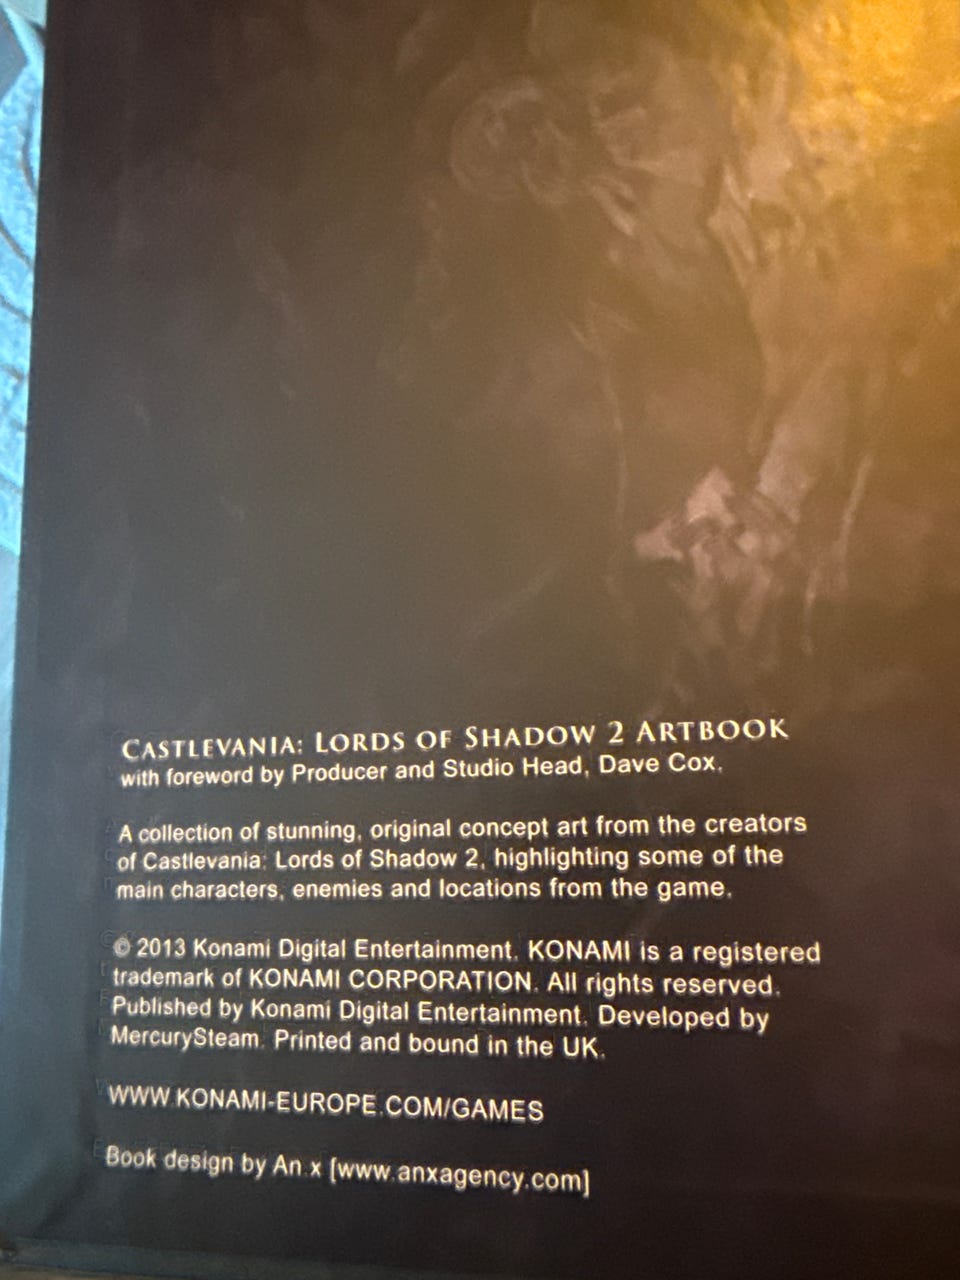 CASTLEVANIA: LORDS OF SHADOW 2 ARTBOOK
with foreword by Producer and Studio Head, Dave Cox.
A collection of stunning, original concept art from the creators
of Castlevania: Lords of Shadow 2, highlighting some of the
main characters, enemies and locations from the game.
© 2013 Konami Digital Entertainment. KONAMI is a registered
trademark of KONAMI CORPORATION. All rights reserved.
Published by Konami Digital Entertainment. Developed by
MercurySteam. Printed and bound in the UK.
WWW.KONAMI-EUROPE.COM/GAMES
Book design by An.x [www.anxagency.com]